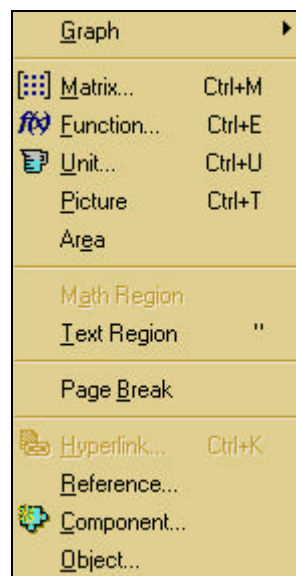 Graph
Matrix... Ctrl+M
f(x) Function... Ctrl+E
Unit... Ctrl+U
Picture Ctrl+T
Area
Math Region
Text Region "
Page Break
Hyperlink... Ctrl+K
Reference...
Component...
Object...